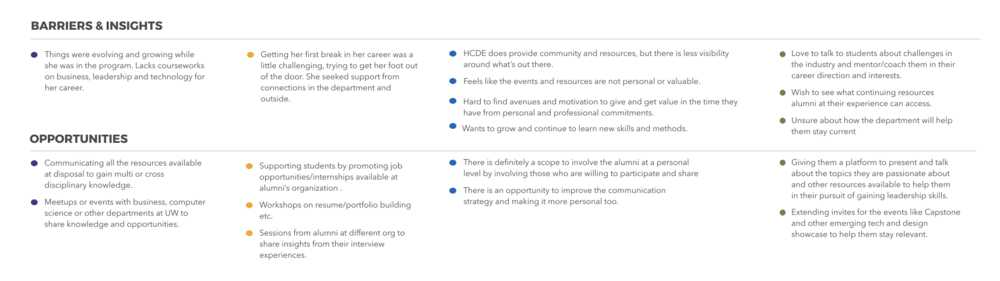 BARRIERS & INSIGHTS
Things were evolving and growing while
she was in the program. Lacks courseworks
on business, leadership and technology for
her career.
Getting her first break in her career was a
little challenging, trying to get her foot out
of the door. She seeked support from
connections in the department and
outside.
HCDE does provide community and resources, but there is less visibility
around what's out there.
Feels like the events and resources are not personal or valuable.
Hard to find avenues and motivation to give and get value in the time they
have from personal and professional commitments.
Wants to grow and continue to learn new skills and methods.
Love to talk to students about challenges in
the industry and mentor/coach them in their
career direction and interests.
Wish to see what continuing resources
alumni at their experience can access.
Unsure about how the department will help
them stay current
OPPORTUNITIES
Communicating all the resources available
at disposal to gain multi or cross
disciplinary knowledge.
Meetups or events with business, computer
science or other departments at UW to
share knowledge and opportunities.
Supporting students by promoting job
opportunities/internships available at
alumni's organization .
Workshops on resume/portfolio building
etc.
Sessions from alumni at different org to
share insights from their interview
experiences.
There is definitely a scope to involve the alumni at a personal
level by involving those who are willing to participate and share
There is an opportunity to improve the communication
strategy and making it more personal too.
Giving them a platform to present and talk
about the topics they are passionate about
and other resources available to help them
in their pursuit of gaining leadership skills.
Extending invites for the events like Capstone
and other emerging tech and design
showcase to help them stay relevant.